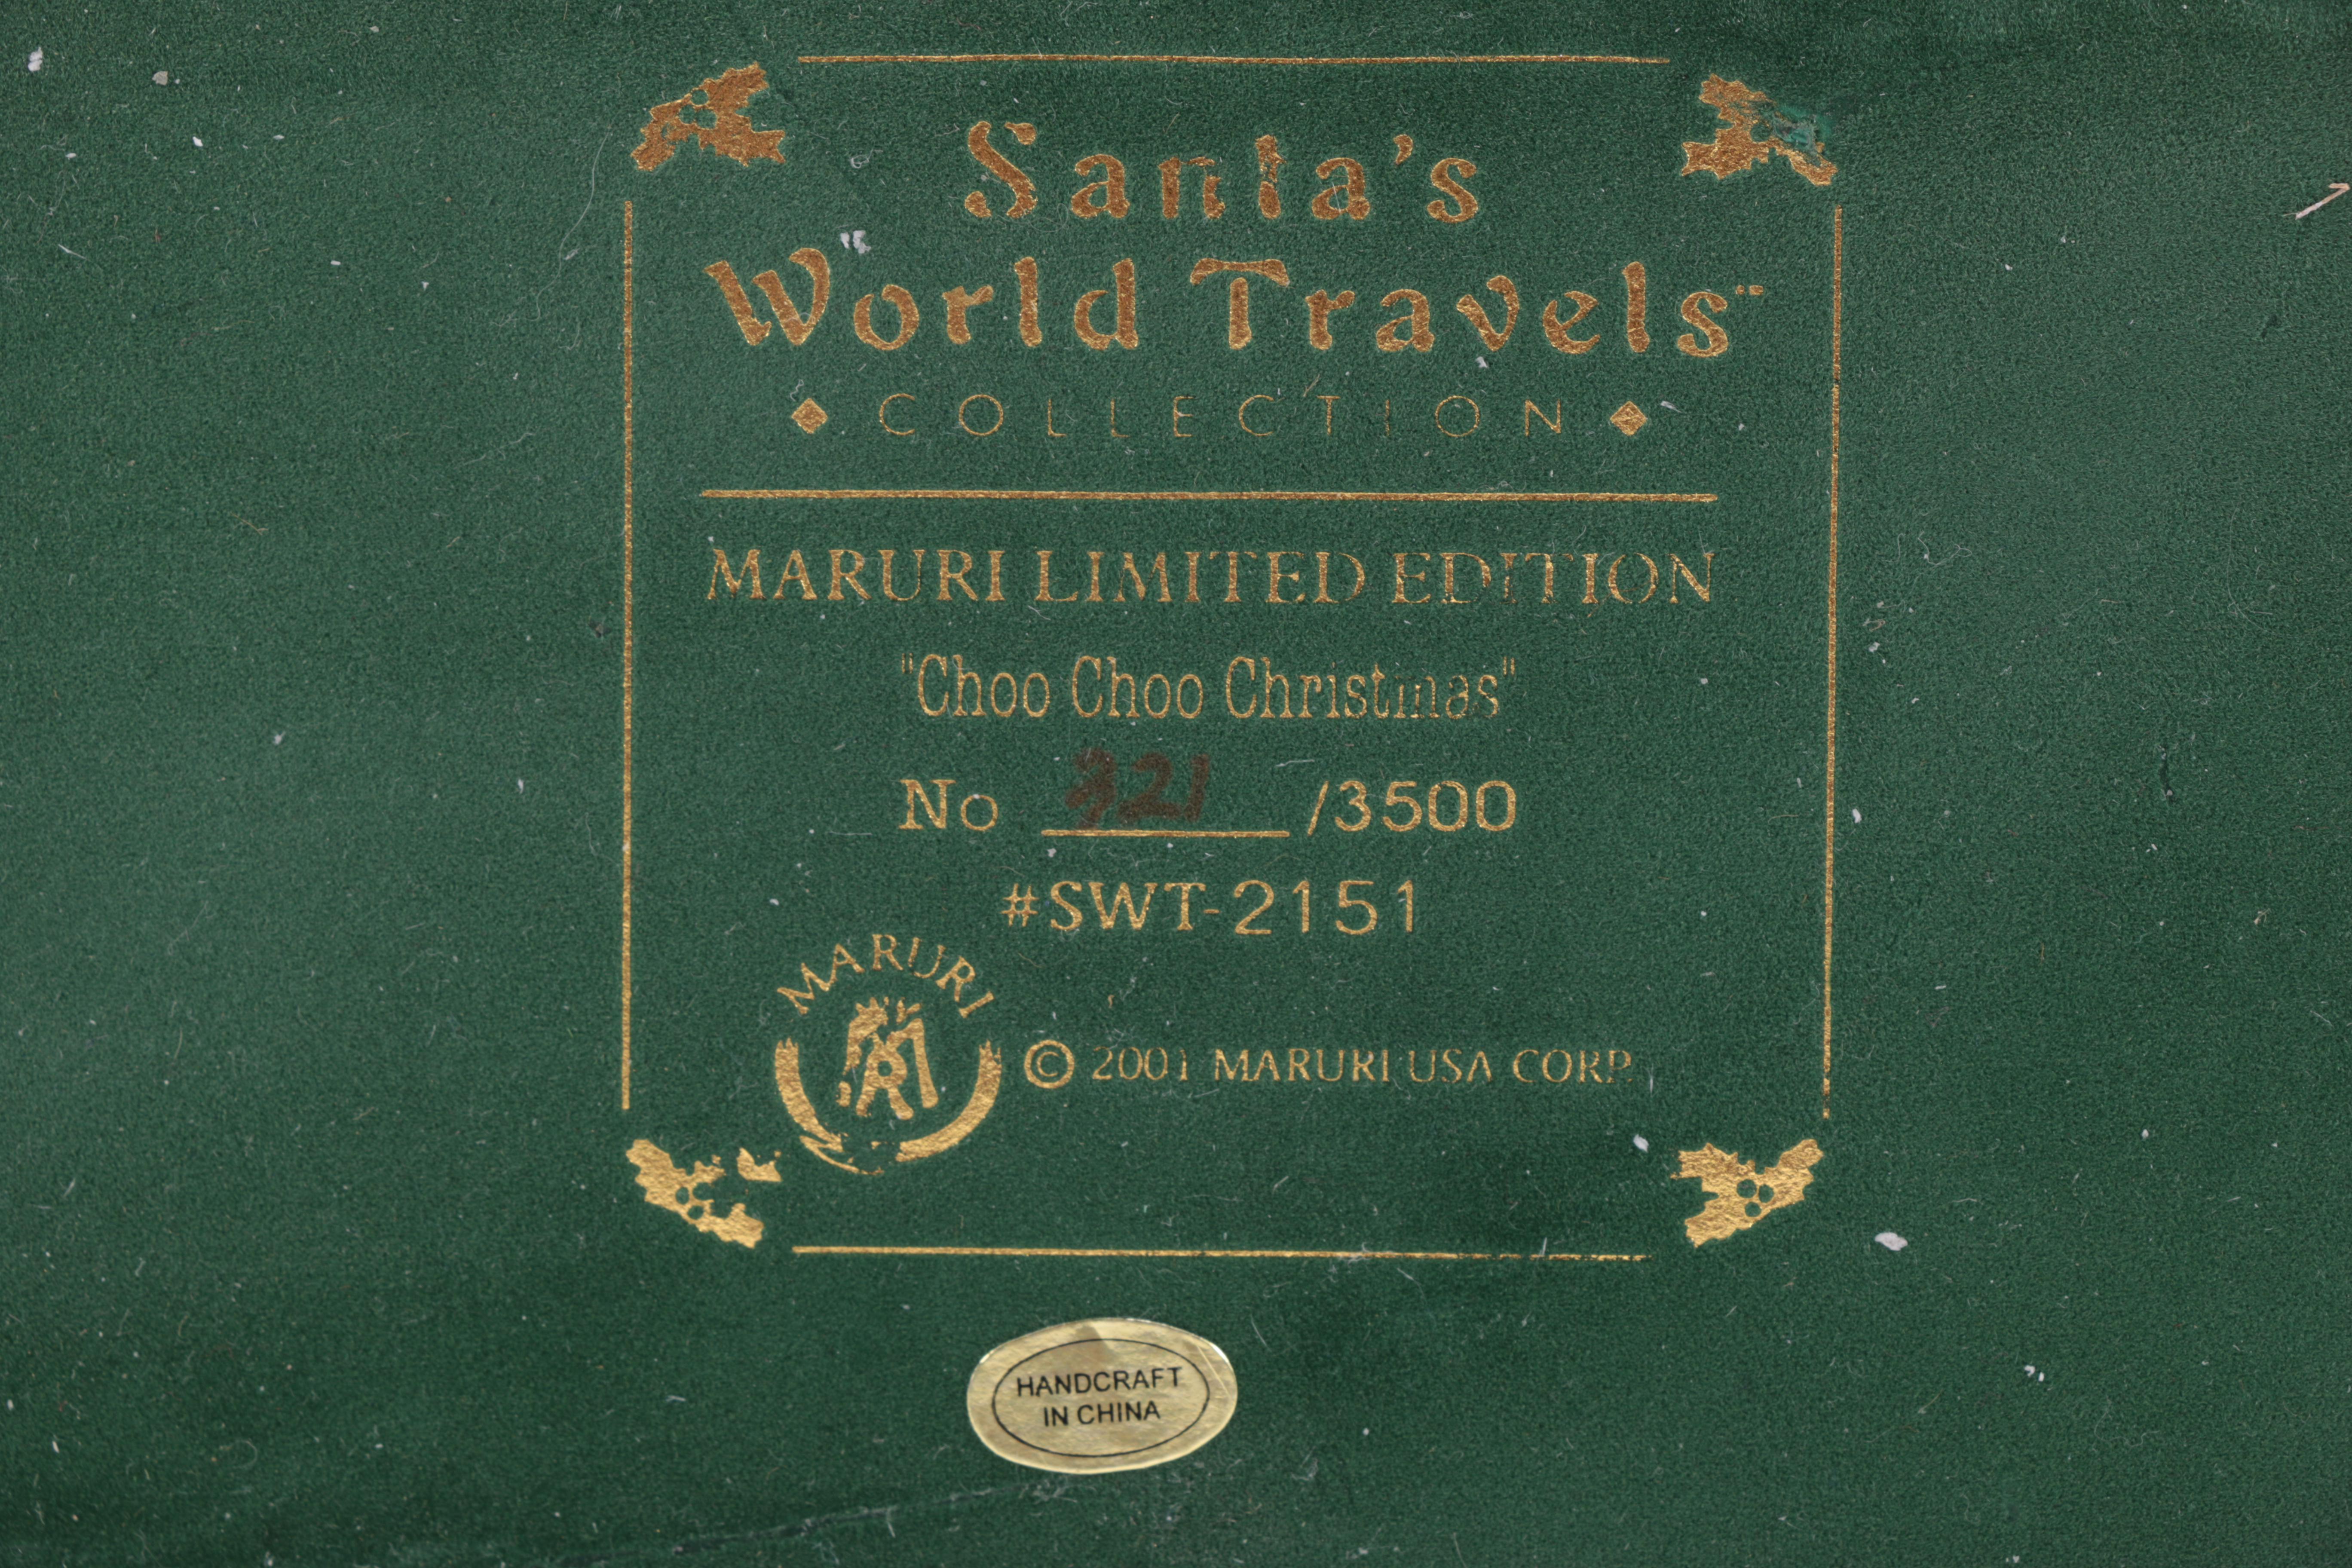 Santa's
World Travels™
COLLECTION
MARURI LIMITED EDITION
"Choo Choo Christmas"
No 321 /3500
#SWT-2151
MARURI
© 2001 MARURI USA CORP.
HANDCRAFT
IN CHINA